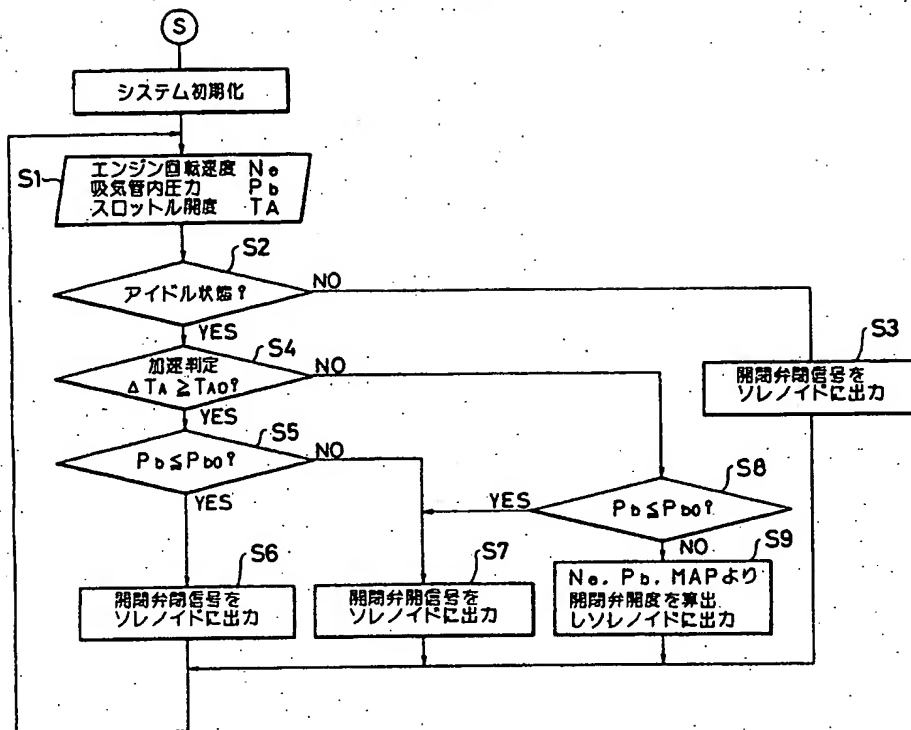 S
システム初期化
S1
エンジン回転速度 Ne
吸気管内圧力 Pb
スロットル開度 TA
S2
アイドル状態?
NO
YES
S3
開閉弁閉信号を
ソレノイドに出力
S4
加速判定
ΔTA≧TAO?
NO
YES
S5
Pb≦Pbo?
NO
YES
S8
Pb≦Pbo?
YES
NO
S6
開閉弁閉信号を
ソレノイドに出力
S7
開閉弁開信号を
ソレノイドに出力
S9
Ne. Pb. MAPより
開閉弁開度を算出
しソレノイドに出力